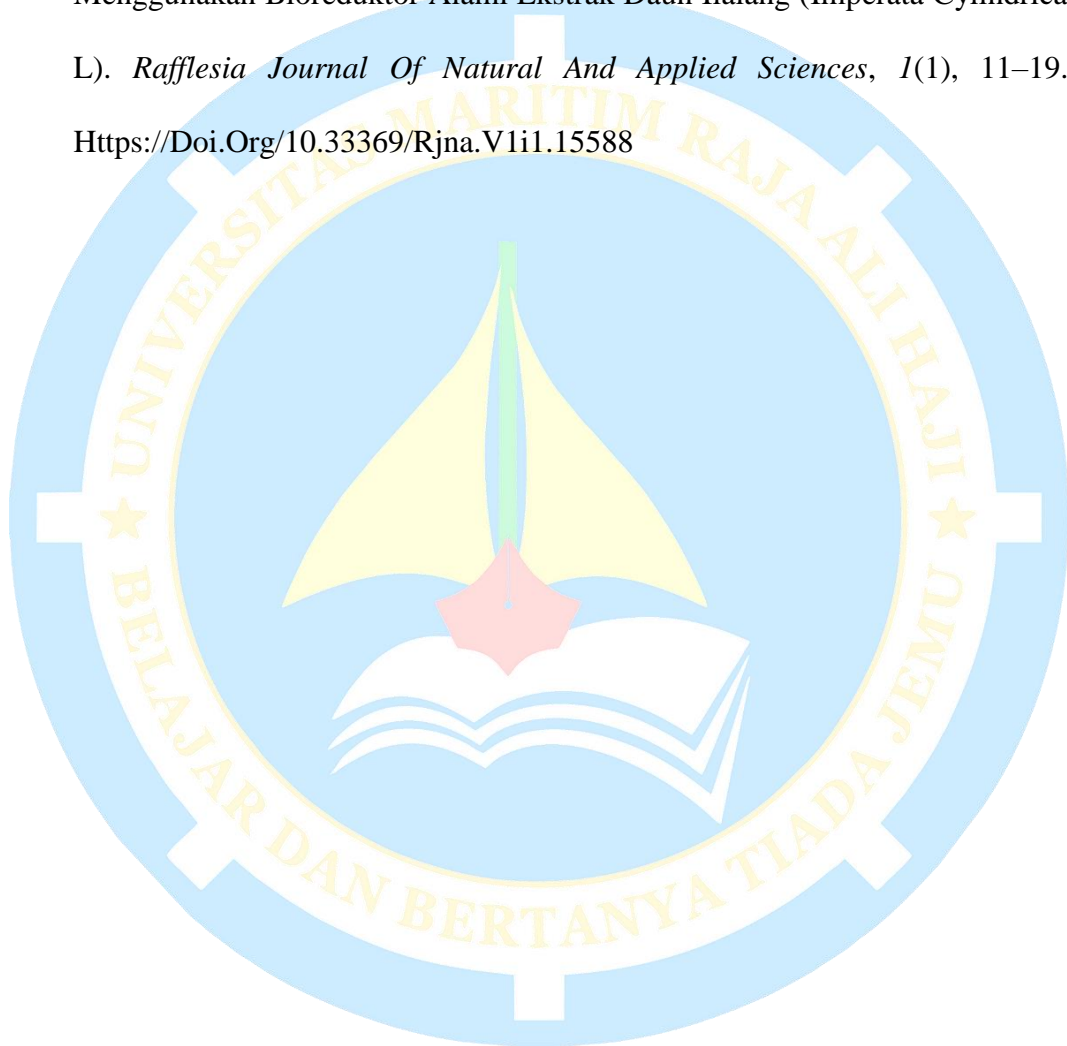 Menggunakan Bioreduktor Alami Ekstrak Daun Ilalang (Imperata Cylindrica
L). Rafflesia Journal Of Natural And Applied Sciences, 1(1), 11–19.
Https://Doi.Org/10.33369/Rjna.V1i1.15588
UNIVERSITAS MARITIM RAJA ALI HAJI
BELAJAR DAN BERTANYA TIADA JEMU